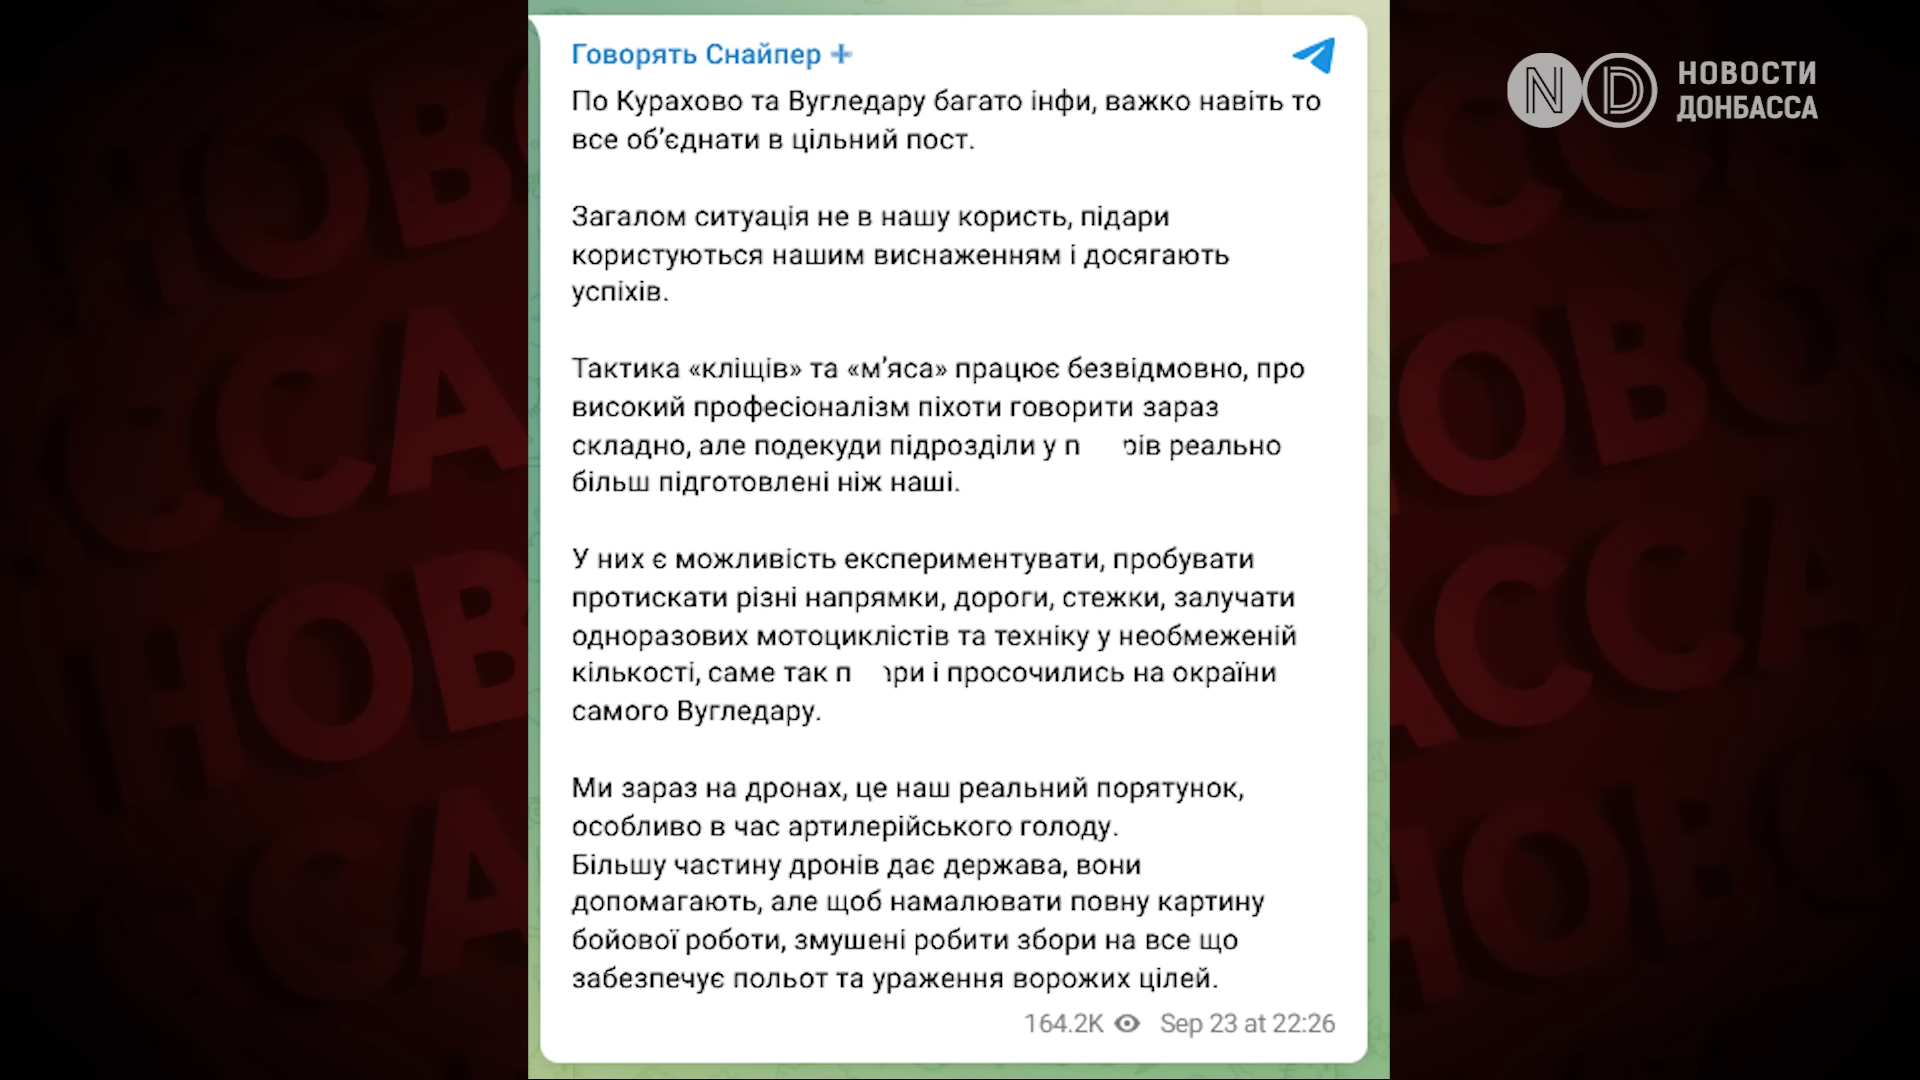 Говорять Снайпер +
По Курахово та Вугледару багато інфи, важко навіть то
все об’єднати в цільний пост.
Загалом ситуація не в нашу користь, підари
користуються нашим виснаженням і досягають
успіхів.
Тактика «кліщів» та «м’яса» працює безвідмовно, про
високий професіоналізм піхоти говорити зараз
складно, але подекуди підрозділи у п рів реально
більш підготовлені ніж наші.
У них є можливість експериментувати, пробувати
протискати різні напрямки, дороги, стежки, залучати
одноразових мотоциклістів та техніку у необмеженій
кількості, саме так п ари і просочились на окраїни
самого Вугледару.
Ми зараз на дронах, це наш реальний порятунок,
особливо в час артилерійського голоду.
Більшу частину дронів дає держава, вони
допомагають, але щоб намалювати повну картину
бойової роботи, змушені робити збори на все що
забезпечує польот та ураження ворожих цілей.
164.2K Sep 23 at 22:26
ND НОВОСТИ
ДОНБАССА